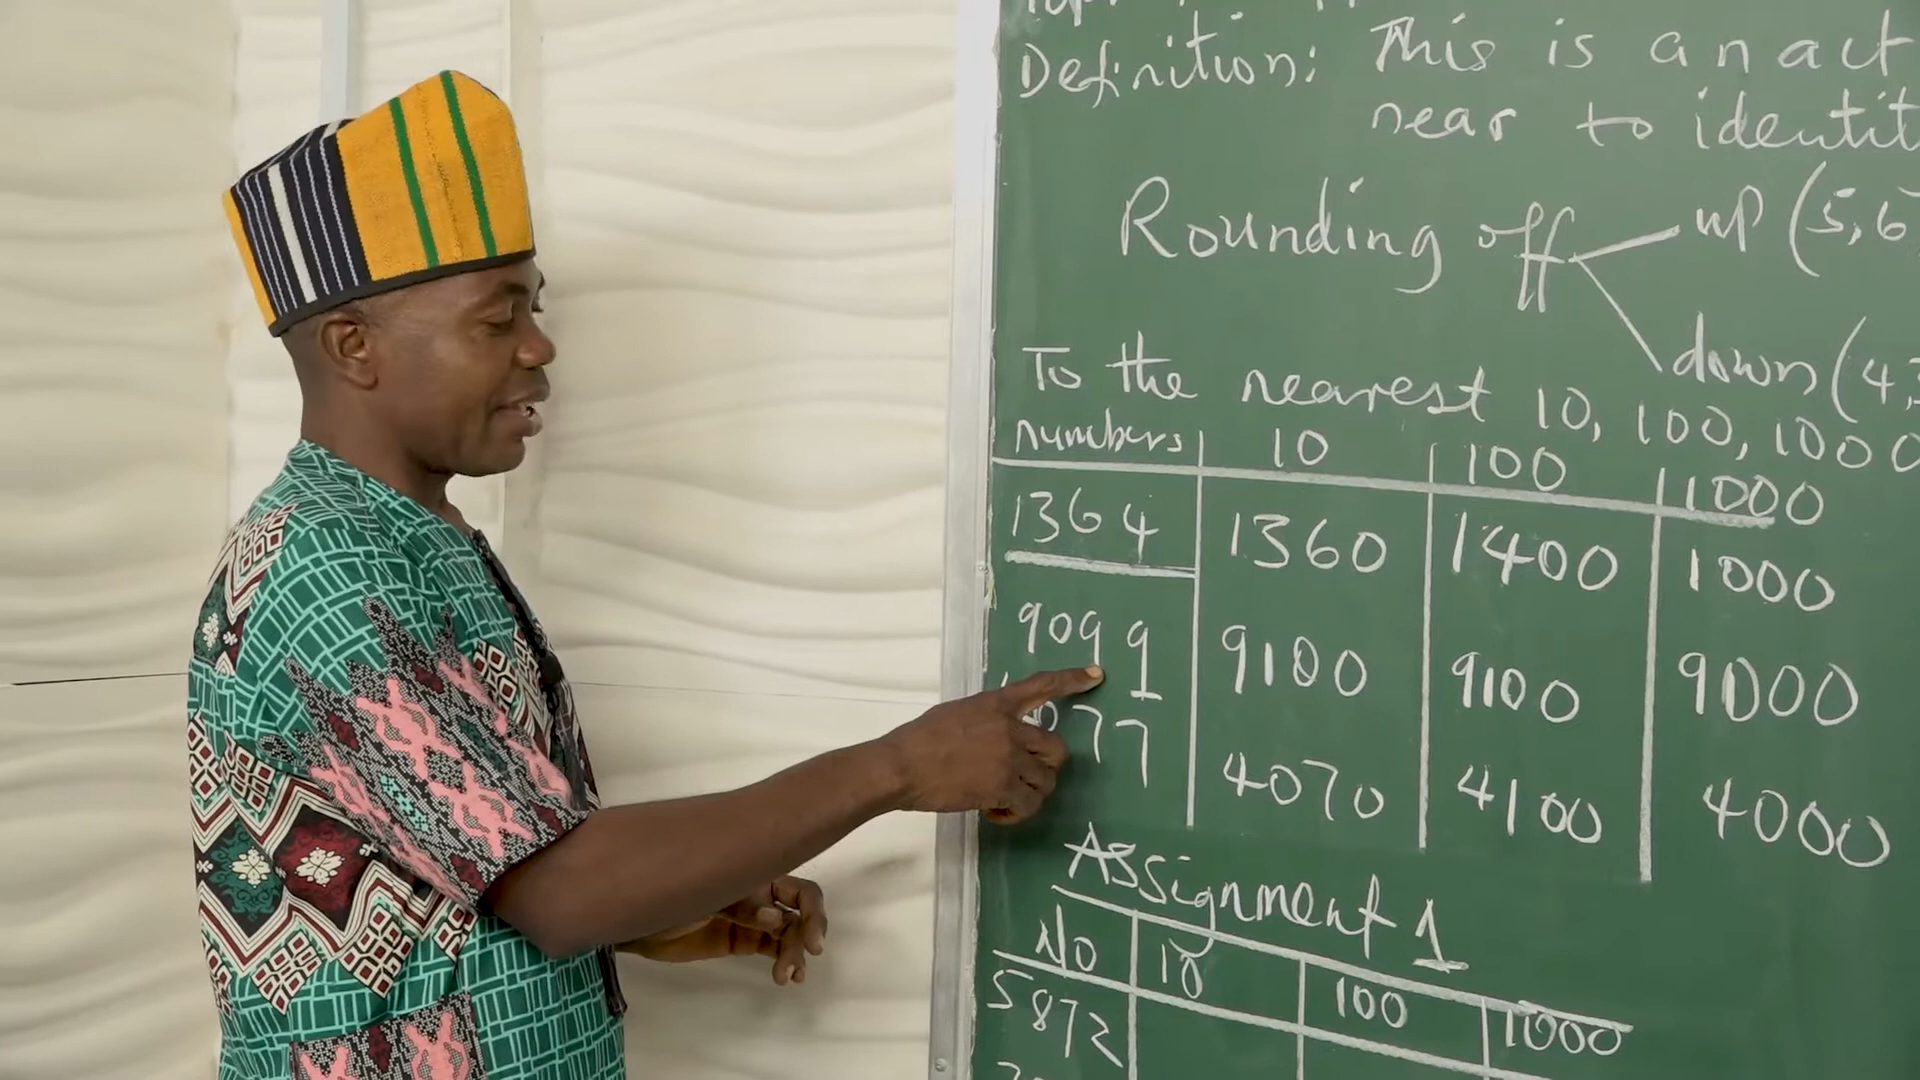 Definition: This is an act
near to identit
Rounding off
up (5,6
down (4,
To the nearest 10, 100, 1000
numbers 10 100 1000
1364 1360 1400 1000
9099 9100 9100 9000
077 4070 4100 4000
Assignment 1
No 10 100 1000
5872